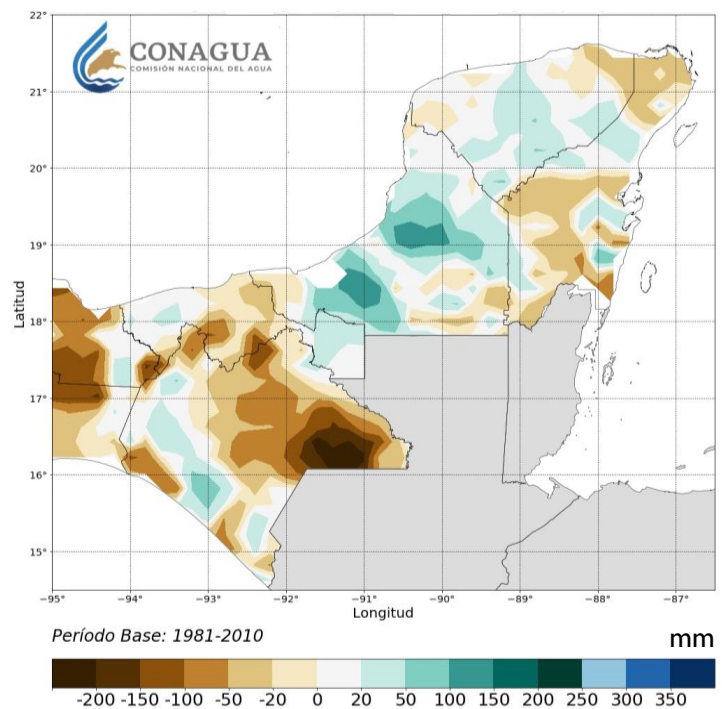 22°
CONAGUA
COMISIÓN NACIONAL DEL AGUA
21°
20°
19°
Latitud
18°
17°
16°
15°
−95° −94° −93° −92° −91° −90° −89° −88° −87°
Longitud
Período Base: 1981-2010
mm
-200 -150 -100 -50 -20 0 20 50 100 150 200 250 300 350